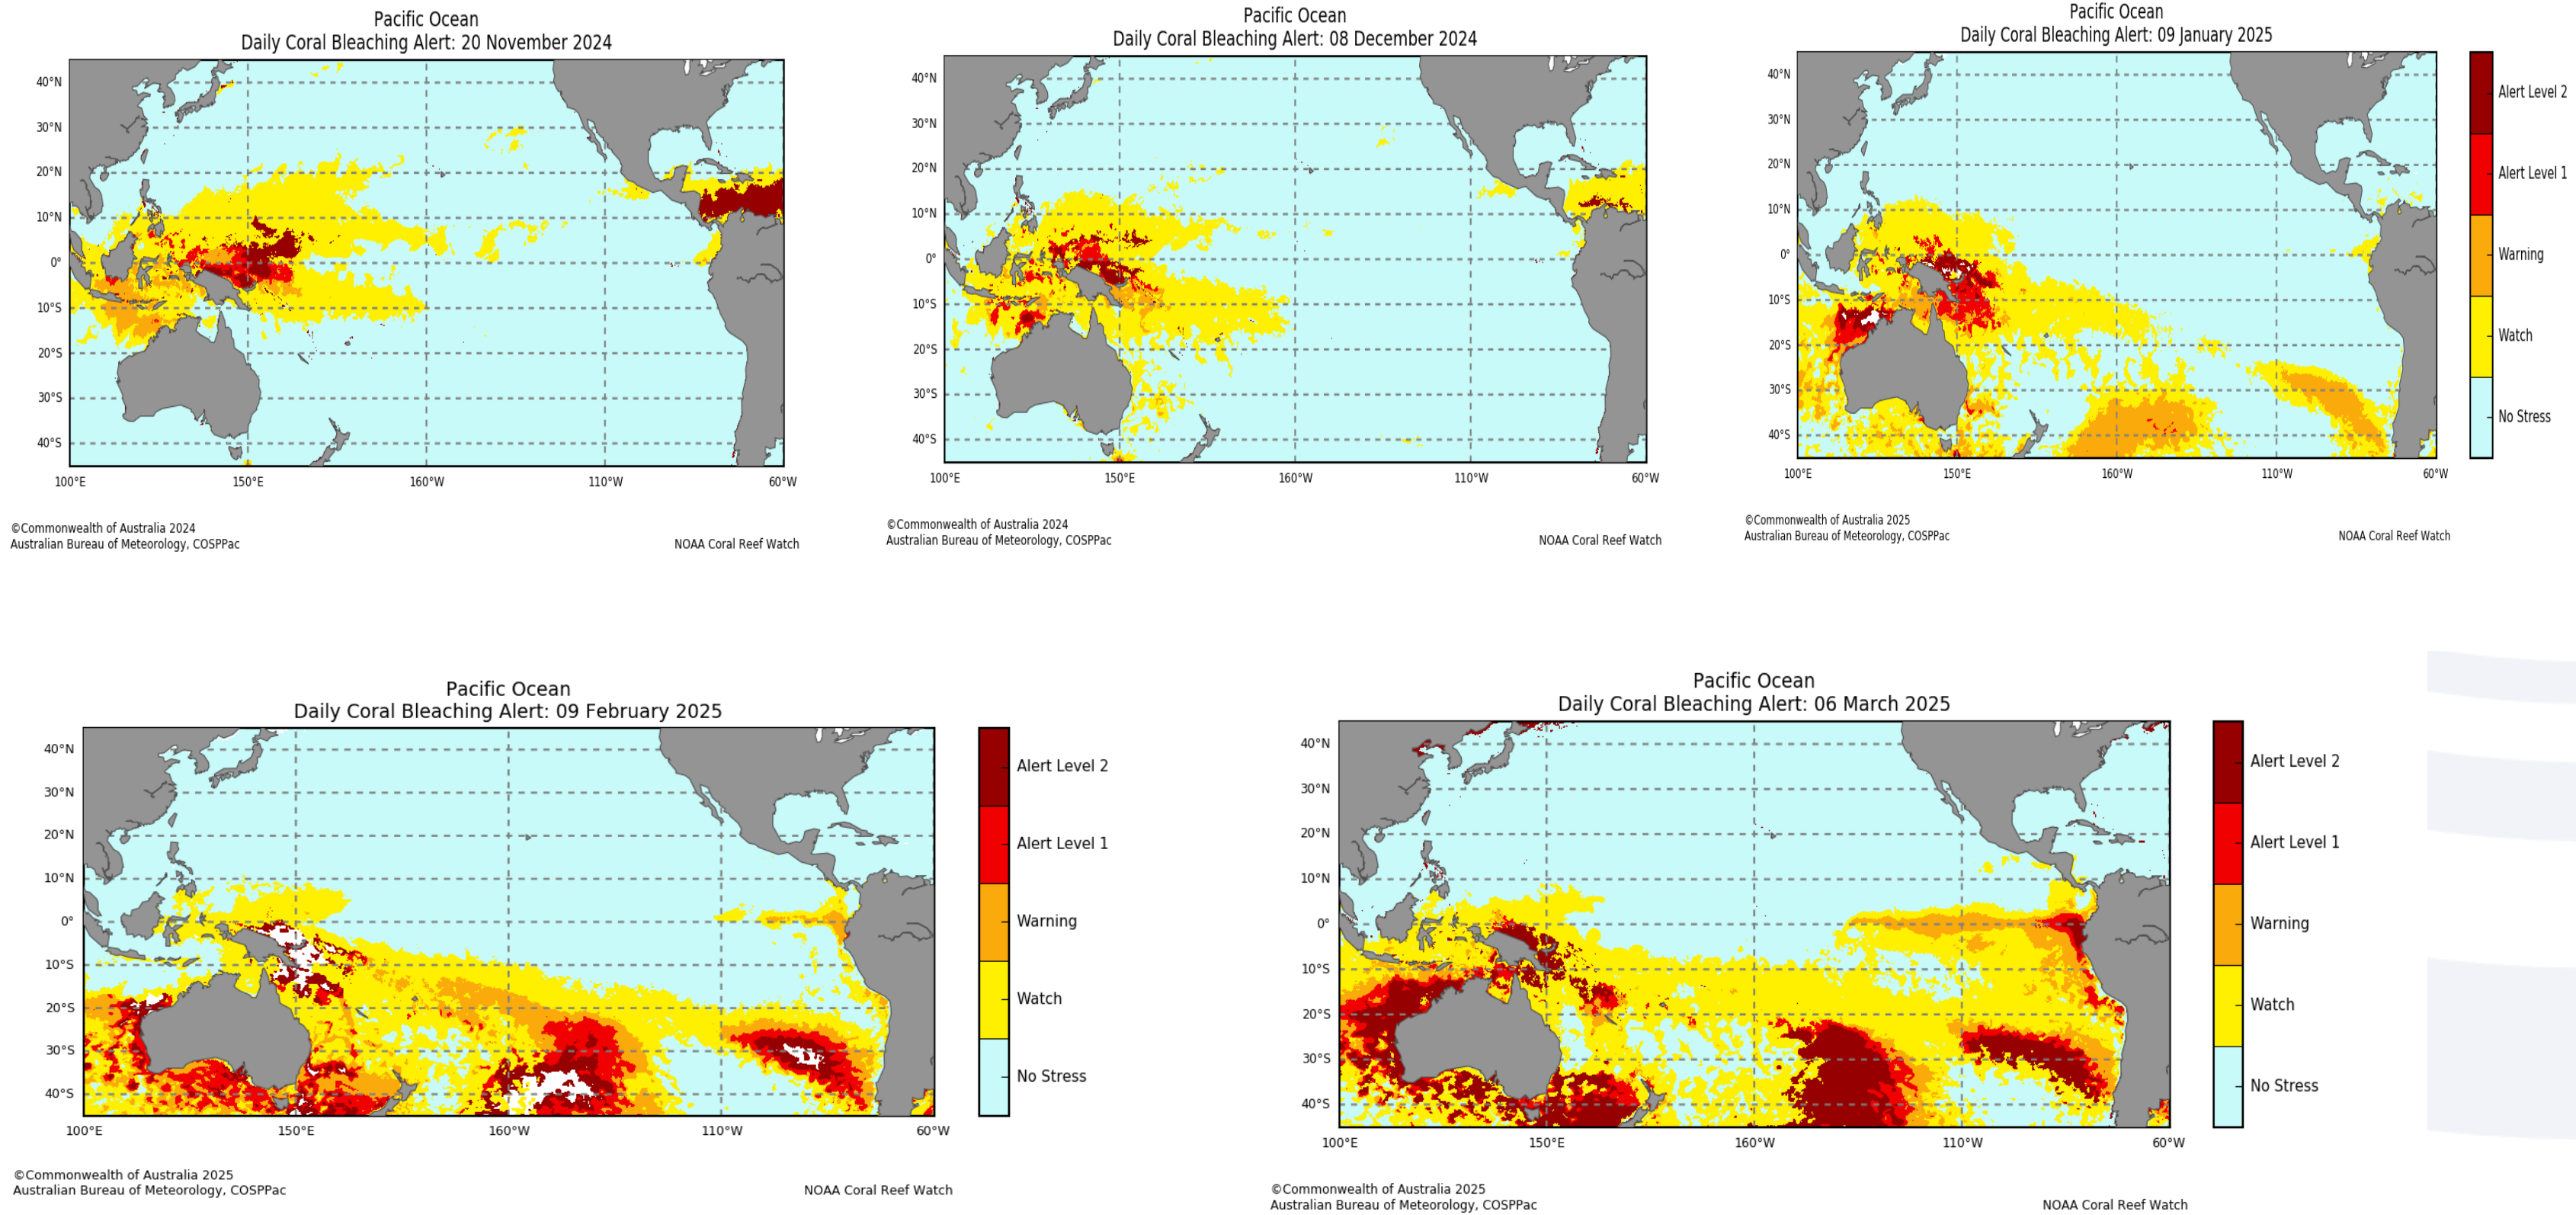 Pacific Ocean
Daily Coral Bleaching Alert: 20 November 2024
40°N
30°N
20°N
10°N
0°
10°S
20°S
30°S
40°S
100°E 150°E 160°W 110°W 60°W
©Commonwealth of Australia 2024
Australian Bureau of Meteorology, COSPPac
NOAA Coral Reef Watch
Pacific Ocean
Daily Coral Bleaching Alert: 08 December 2024
40°N
30°N
20°N
10°N
0°
10°S
20°S
30°S
40°S
100°E 150°E 160°W 110°W 60°W
©Commonwealth of Australia 2024
Australian Bureau of Meteorology, COSPPac
NOAA Coral Reef Watch
Pacific Ocean
Daily Coral Bleaching Alert: 09 January 2025
40°N
30°N
20°N
10°N
0°
10°S
20°S
30°S
40°S
100°E 150°E 160°W 110°W 60°W
Alert Level 2
Alert Level 1
Warning
Watch
No Stress
©Commonwealth of Australia 2025
Australian Bureau of Meteorology, COSPPac
NOAA Coral Reef Watch
Pacific Ocean
Daily Coral Bleaching Alert: 09 February 2025
40°N
30°N
20°N
10°N
0°
10°S
20°S
30°S
40°S
100°E 150°E 160°W 110°W 60°W
Alert Level 2
Alert Level 1
Warning
Watch
No Stress
©Commonwealth of Australia 2025
Australian Bureau of Meteorology, COSPPac
NOAA Coral Reef Watch
Pacific Ocean
Daily Coral Bleaching Alert: 06 March 2025
40°N
30°N
20°N
10°N
0°
10°S
20°S
30°S
40°S
100°E 150°E 160°W 110°W 60°W
Alert Level 2
Alert Level 1
Warning
Watch
No Stress
©Commonwealth of Australia 2025
Australian Bureau of Meteorology, COSPPac
NOAA Coral Reef Watch